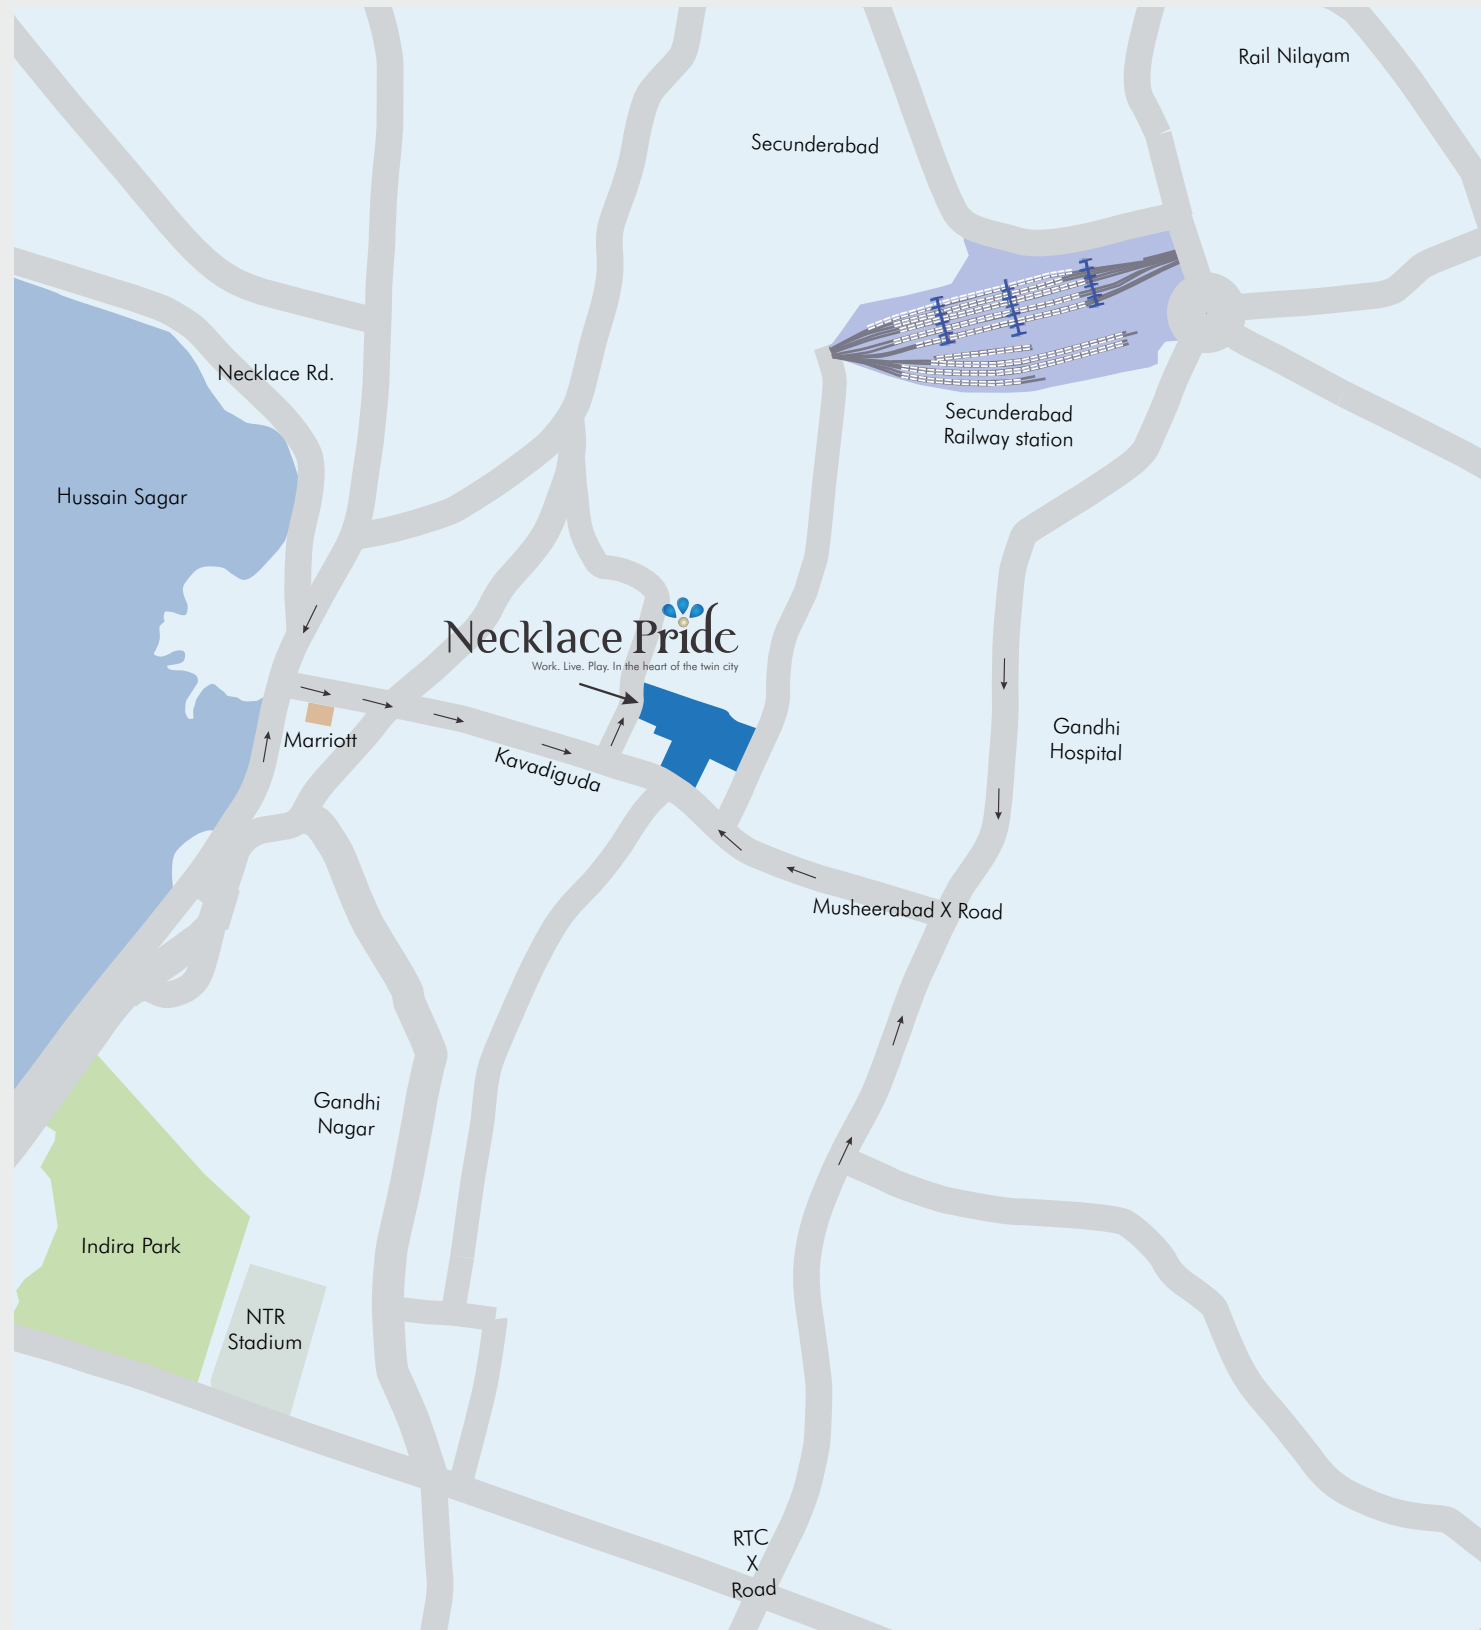 Rail Nilayam
Secunderabad
Necklace Rd.
Secunderabad
Railway station
Hussain Sagar
Necklace Pride
Work. Live. Play. In the heart of the twin city
Marriott
Kavadiguda
Gandhi
Hospital
Musheerabad X Road
Gandhi
Nagar
Indira Park
NTR
Stadium
RTC
X
Road